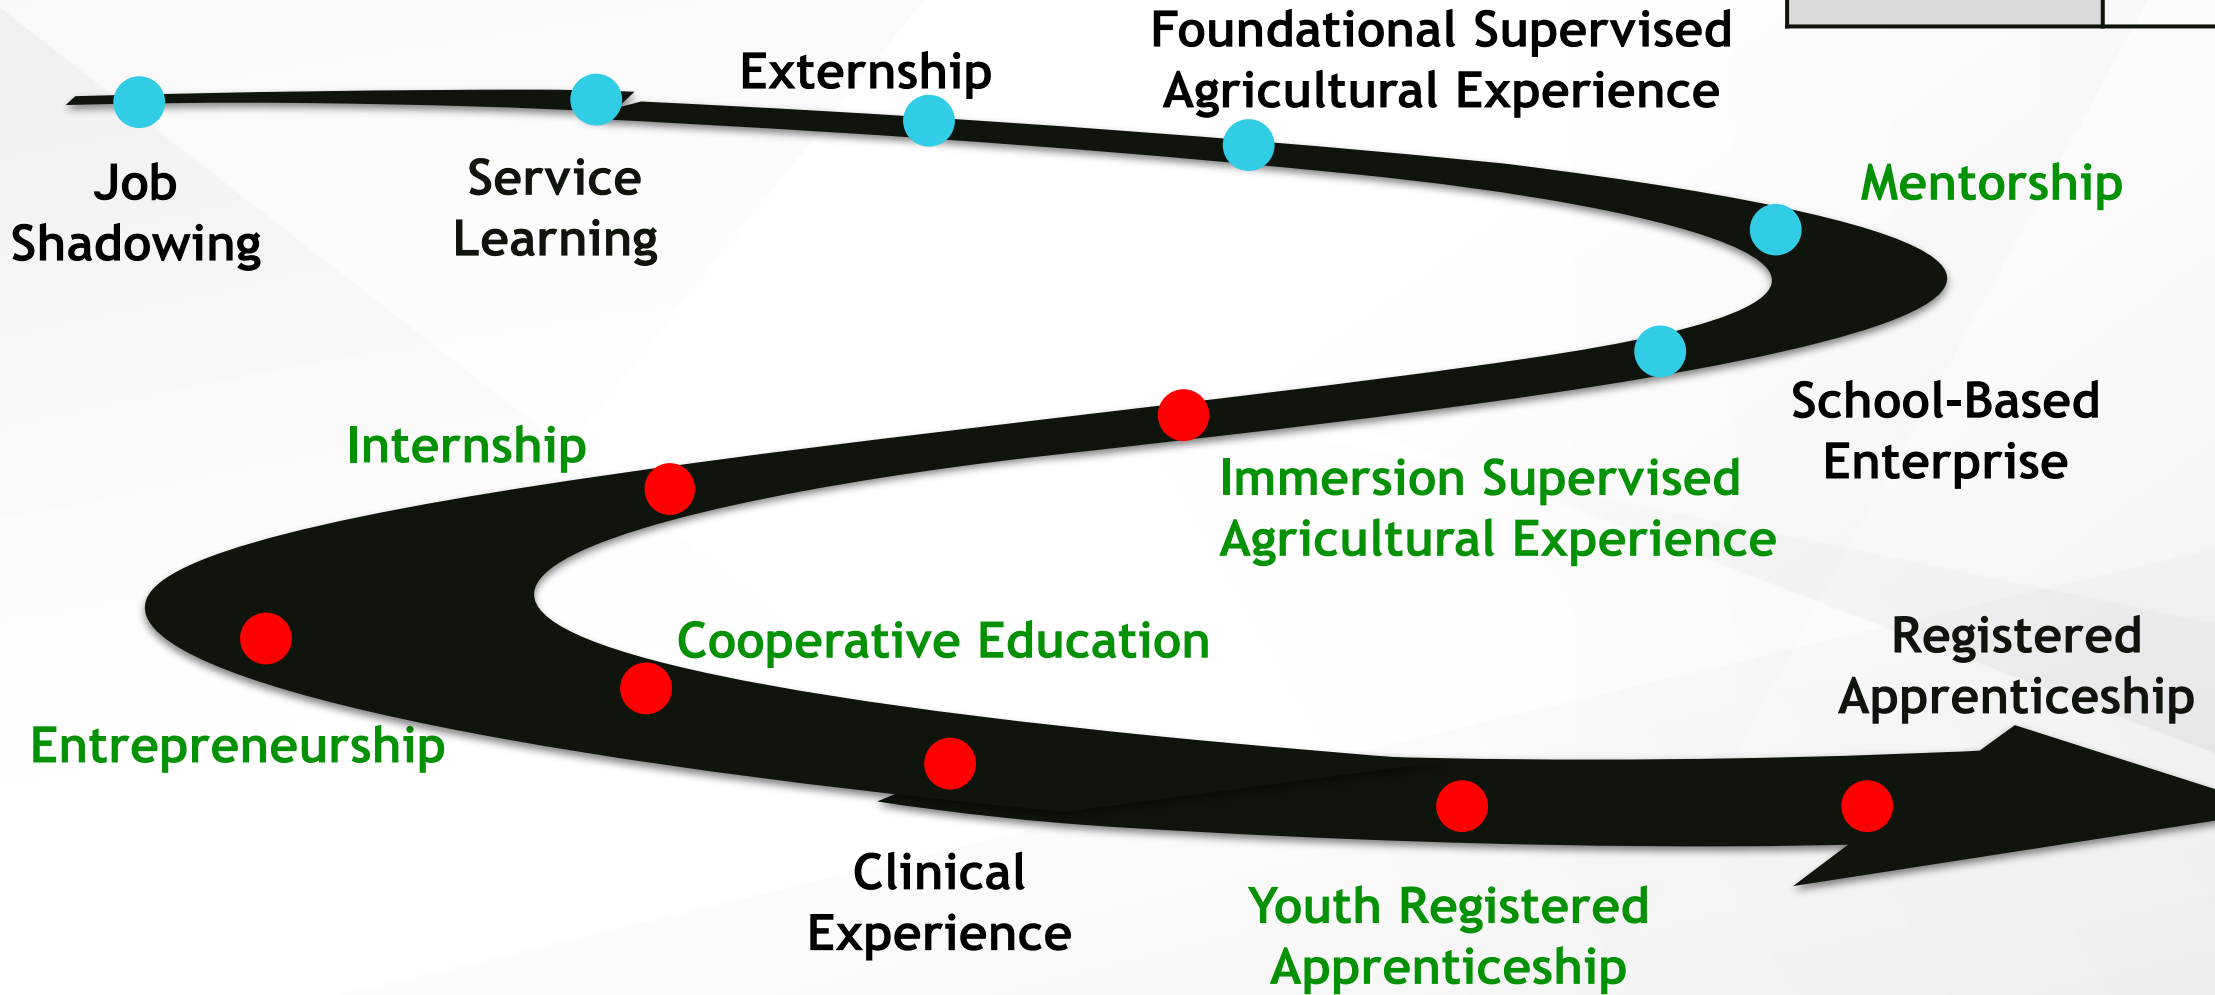 Job
Shadowing
Service
Learning
Externship
Foundational Supervised
Agricultural Experience
Mentorship
School-Based
Enterprise
Immersion Supervised
Agricultural Experience
Internship
Entrepreneurship
Cooperative Education
Clinical
Experience
Youth Registered
Apprenticeship
Registered
Apprenticeship